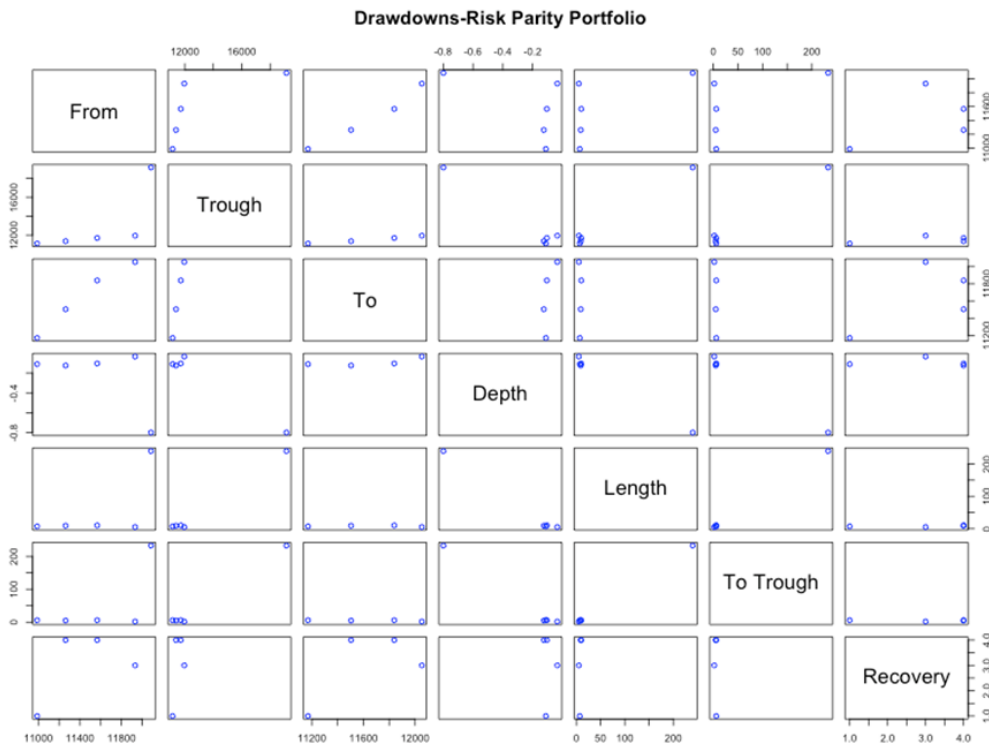 Drawdowns-Risk Parity Portfolio
12000 16000
-0.8 -0.6 -0.4 -0.2
0 50 100 200
From
11000 11600
12000 16000
Trough
To
11200 11800
-0.8 -0.4
Depth
Length
0 100 200
0 100 200
To Trough
Recovery
1.0 2.0 3.0 4.0
11000 11400 11800
11200 12000
0 100 200
1.0 2.0 3.0 4.0